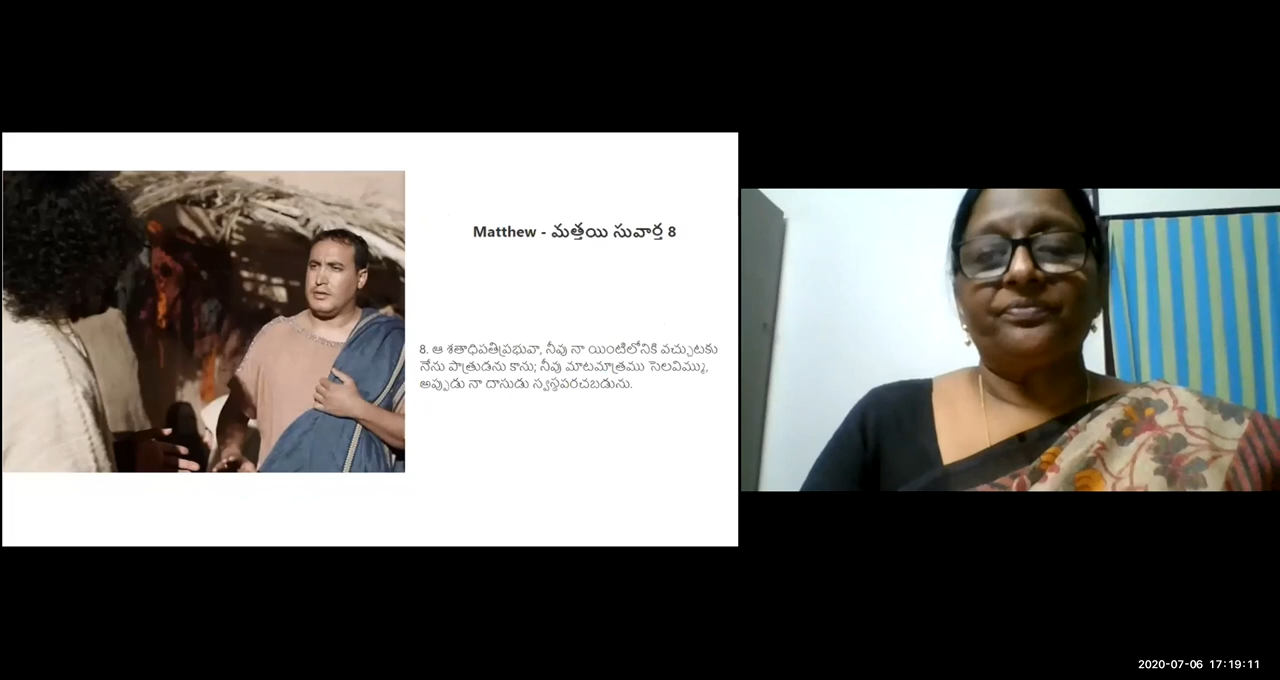 Matthew - మత్తయి సువార్త 8
8. ఆ శతాధిపతిప్రభువా, నీవు నా యింటిలోనికి వచ్చుటకు
నేను పాత్రుడను కాను; నీవు మాటమాత్రము సెలవిమ్ము,
అప్పుడు నా దాసుడు స్వస్థపరచబడును.
2020-07-06 17:19:11